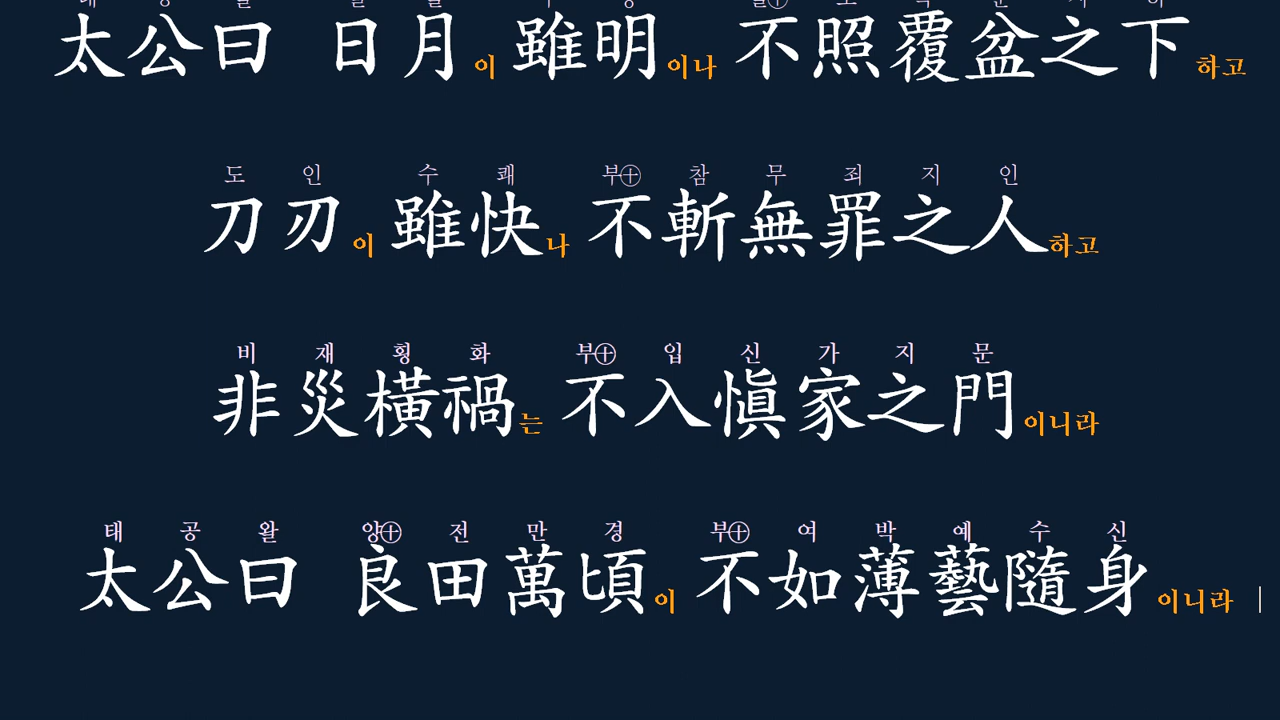 太公曰 日月이 雖明이나 不照覆盆之下하고
도 인 수 쾌 부㊉ 참 무 죄 지 인
刀刃이 雖快나 不斬無罪之人하고
비 재 횡 화 부㊉ 입 신 가 지 문
非災橫禍는 不入愼家之門이니라
태 공 왈 양㊉ 전 만 경 부㊉ 여 박 예 수 신
太公曰 良田萬頃이 不如薄藝隨身이니라